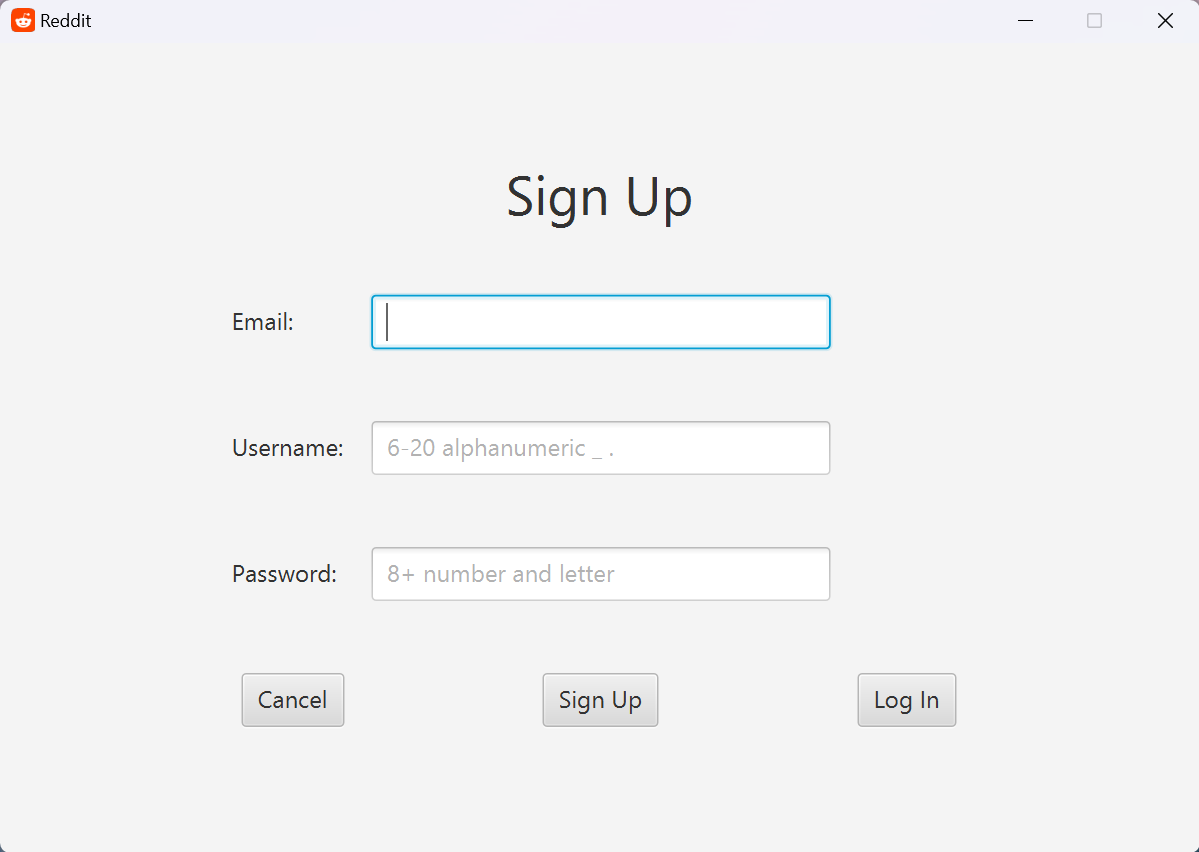 Reddit
Sign Up
Email:
Username: 6-20 alphanumeric _ .
Password: 8+ number and letter
Cancel Sign Up Log In